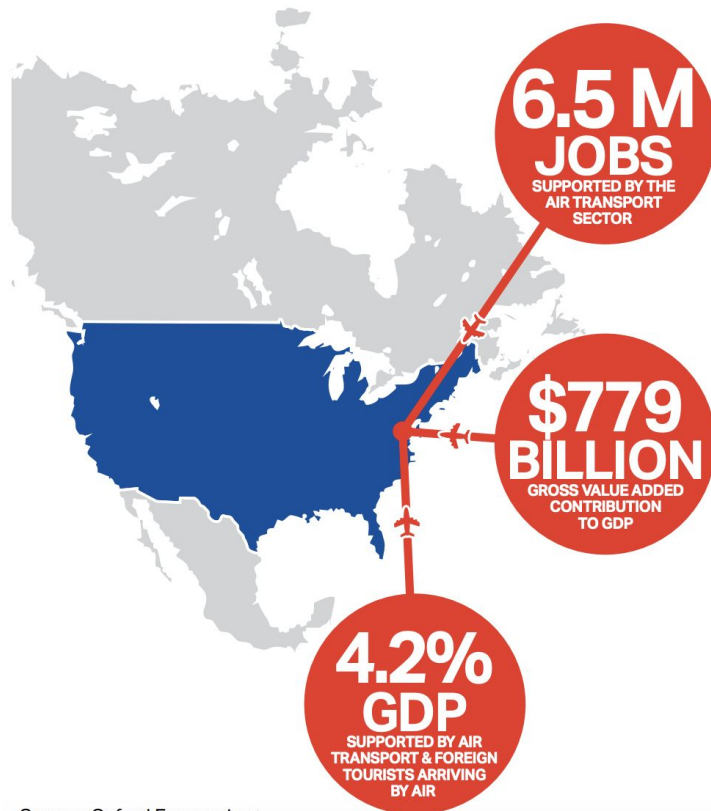 6.5 M
JOBS
SUPPORTED BY THE
AIR TRANSPORT
SECTOR
$779
BILLION
GROSS VALUE ADDED
CONTRIBUTION
TO GDP
4.2%
GDP
SUPPORTED BY AIR
TRANSPORT & FOREIGN
TOURISTS ARRIVING
BY AIR